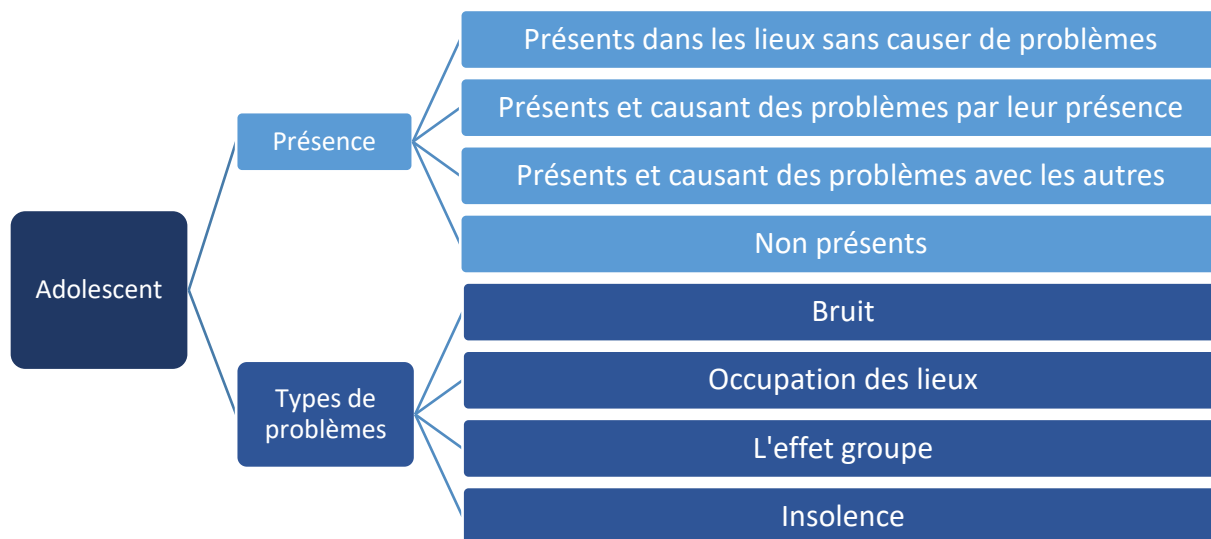 Adolescent
Présence
Présents dans les lieux sans causer de problèmes
Présents et causant des problèmes par leur présence
Présents et causant des problèmes avec les autres
Non présents
Types de
problèmes
Bruit
Occupation des lieux
L'effet groupe
Insolence